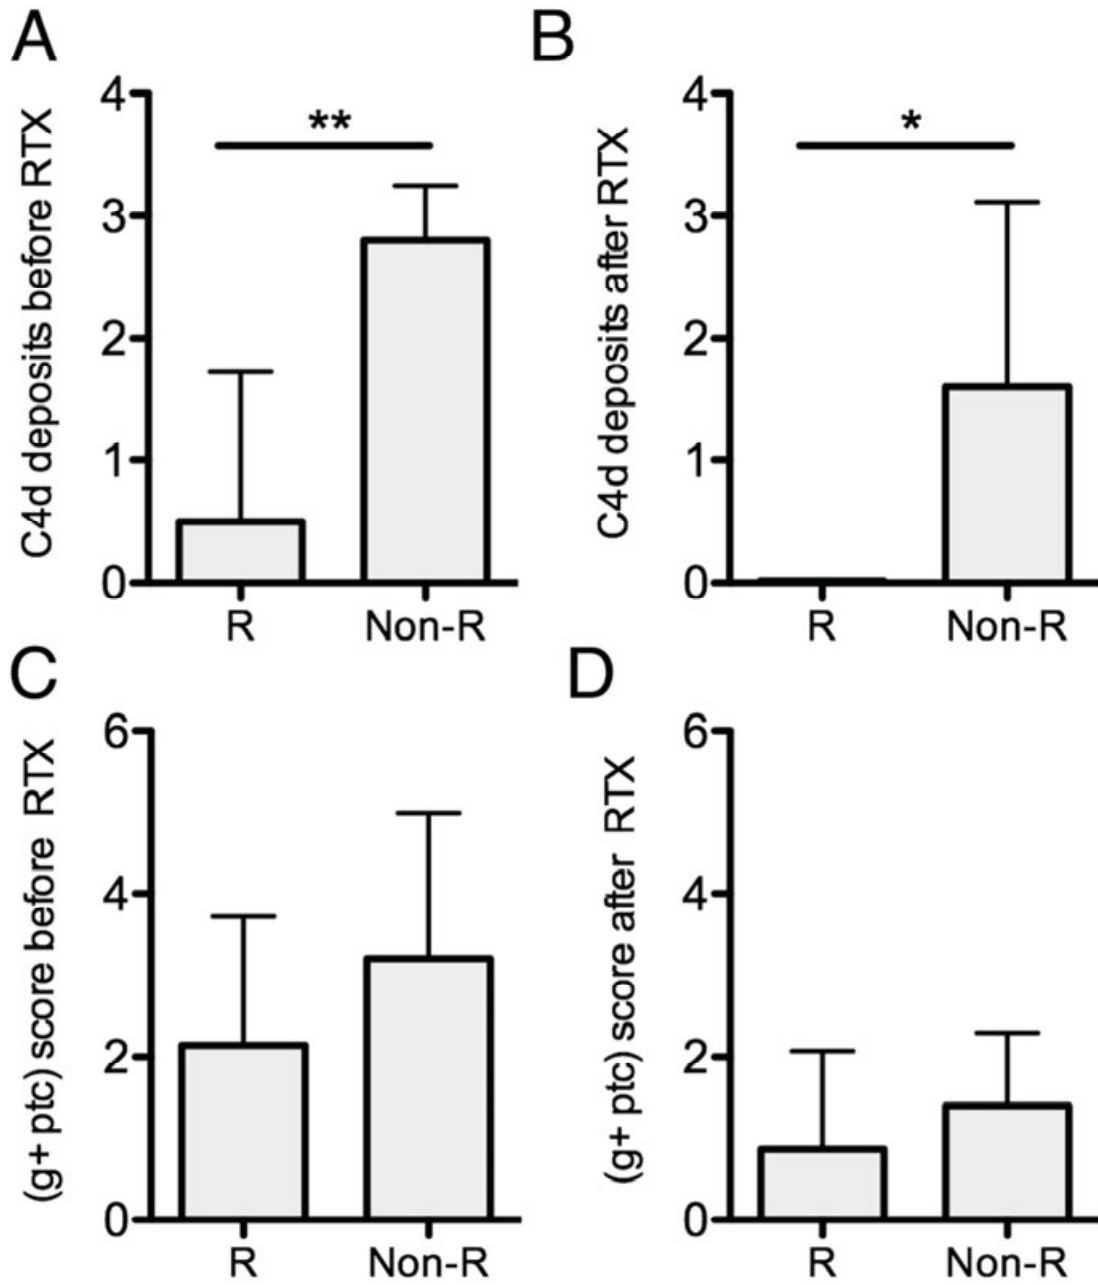 A
C4d deposits before RTX
4
3
2
1
0
**
R
Non-R
B
C4d deposits after RTX
4
3
2
1
0
*
R
Non-R
C
(g+ ptc) score before RTX
6
4
2
0
R
Non-R
D
(g+ ptc) score after RTX
6
4
2
0
R
Non-R